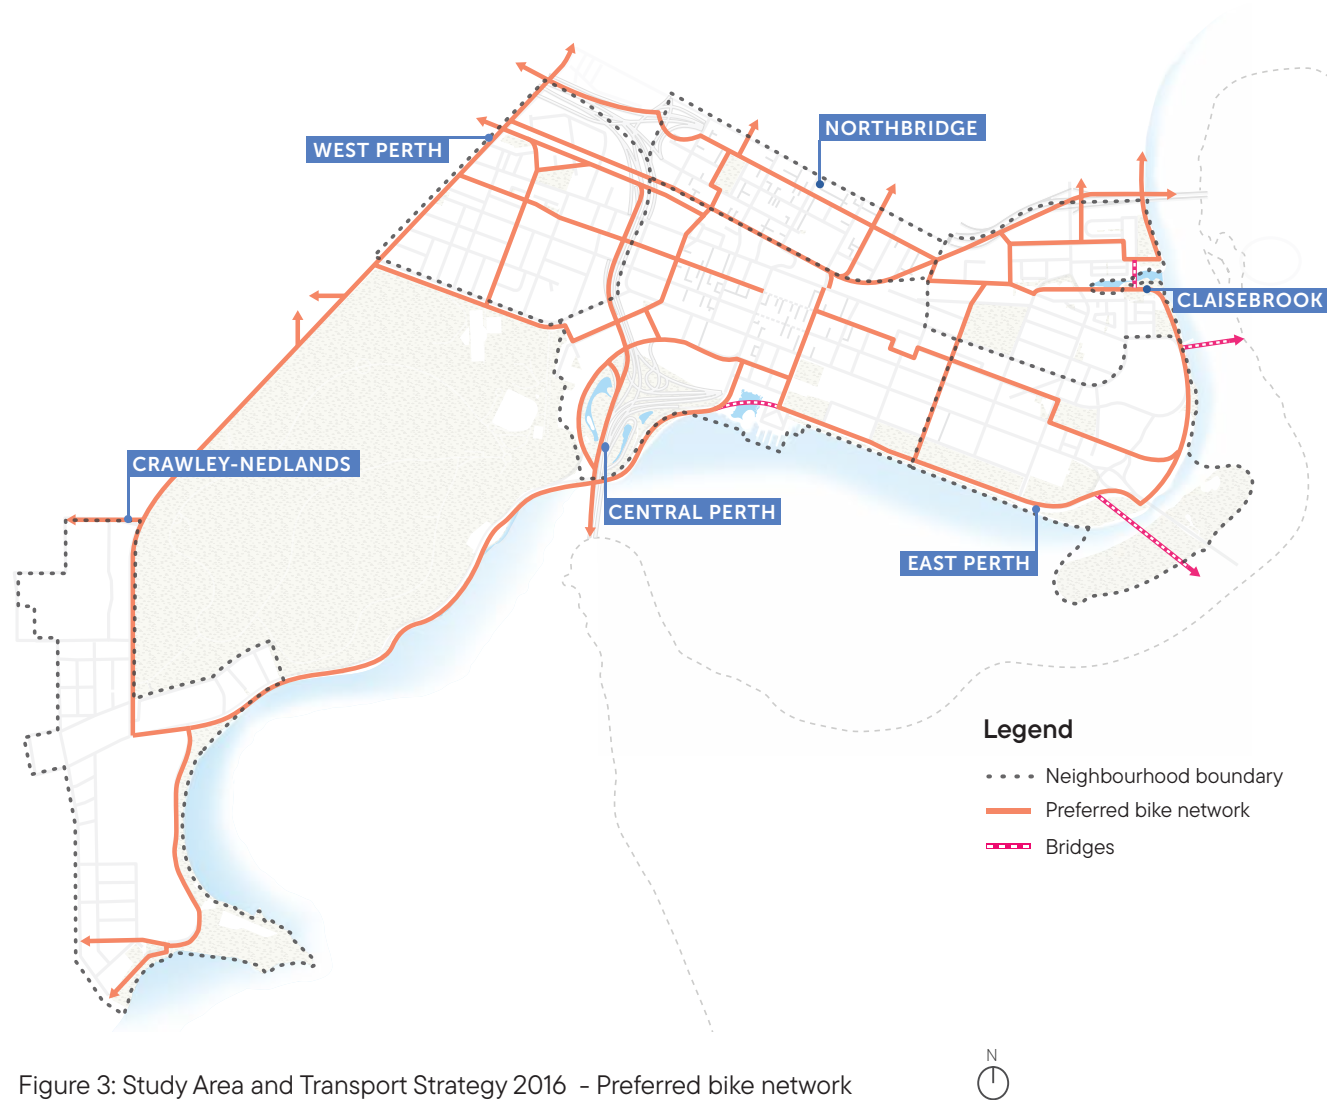 NORTHBRIDGE
WEST PERTH
CLAISEBROOK
CRAWLEY-NEDLANDS
CENTRAL PERTH
EAST PERTH
Legend
Neighbourhood boundary
Preferred bike network
Bridges
N
Figure 3: Study Area and Transport Strategy 2016 - Preferred bike network